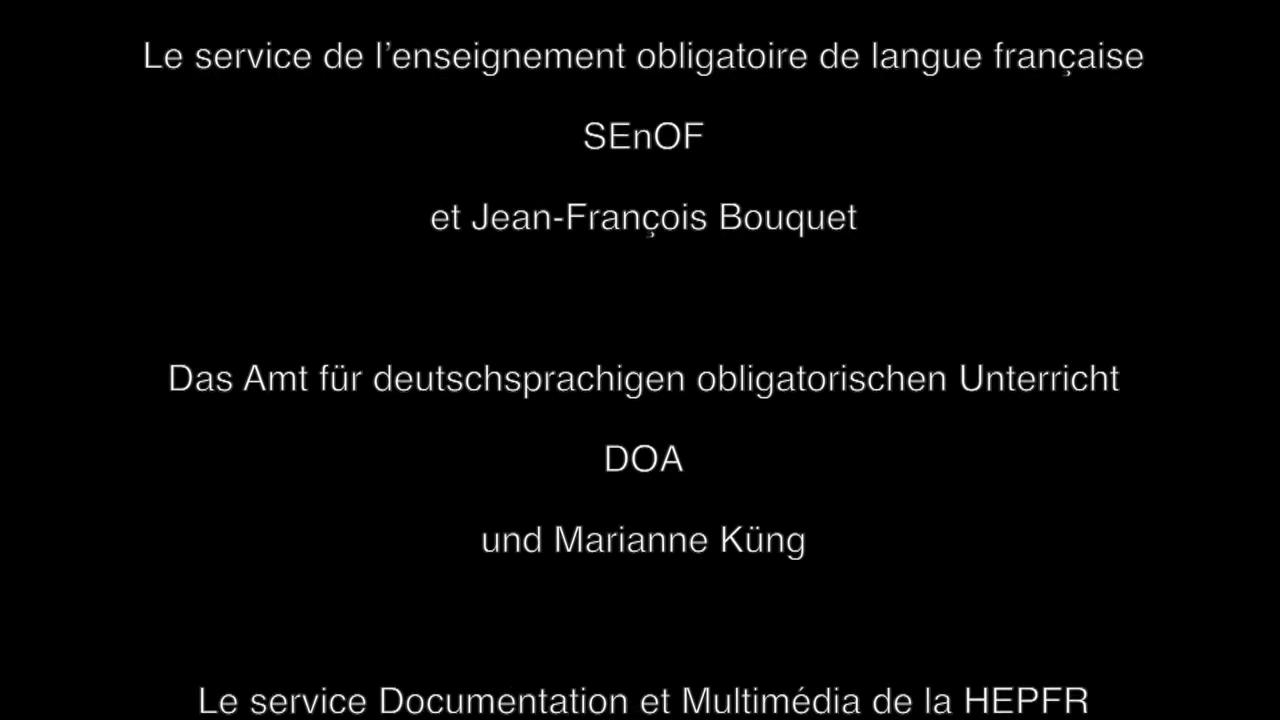 Le service de l’enseignement obligatoire de langue française
SEnOF
et Jean-François Bouquet
Das Amt für deutschsprachigen obligatorischen Unterricht
DOA
und Marianne Küng
Le service Documentation et Multimédia de la HEPFR